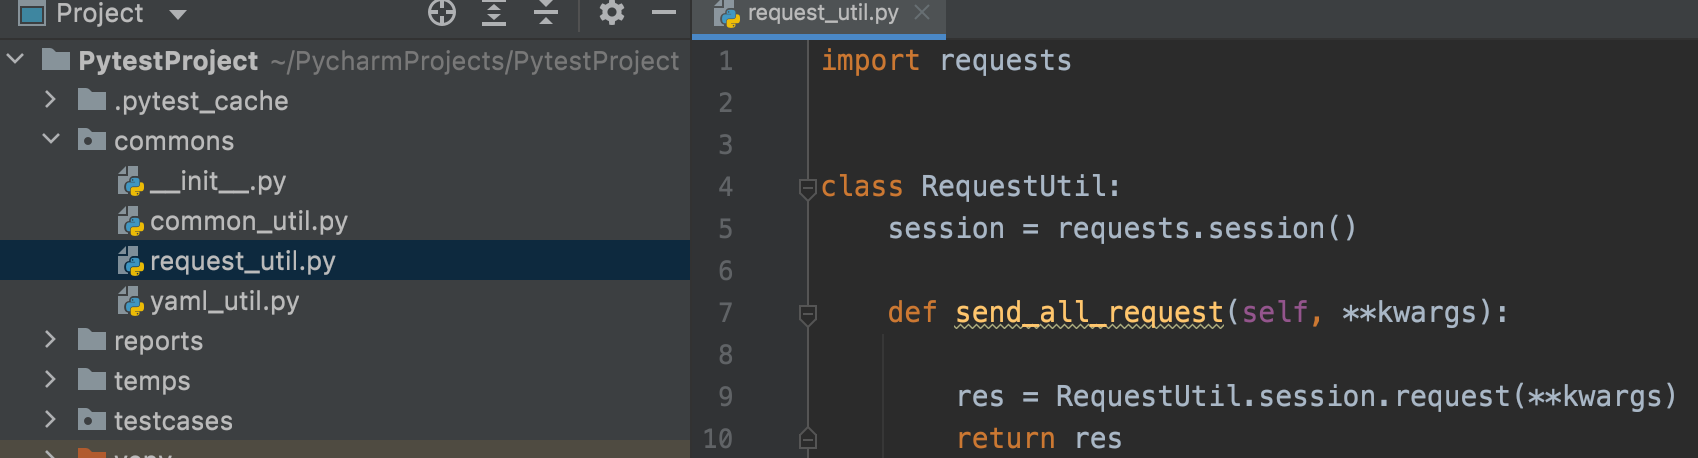 Project
PytestProject ~/PycharmProjects/PytestProject
.pytest_cache
commons
__init__.py
common_util.py
request_util.py
yaml_util.py
reports
temps
testcases
request_util.py
1 import requests
2
3
4 class RequestUtil:
5 session = requests.session()
6
7 def send_all_request(self, **kwargs):
8
9 res = RequestUtil.session.request(**kwargs)
10 return res